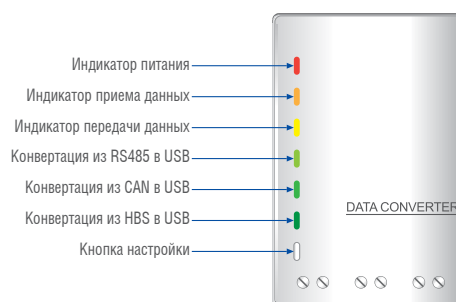 Индикатор питания
Индикатор приема данных
Индикатор передачи данных
Конвертация из RS485 в USB
Конвертация из CAN в USB
Конвертация из HBS в USB
Кнопка настройки
DATA CONVERTER